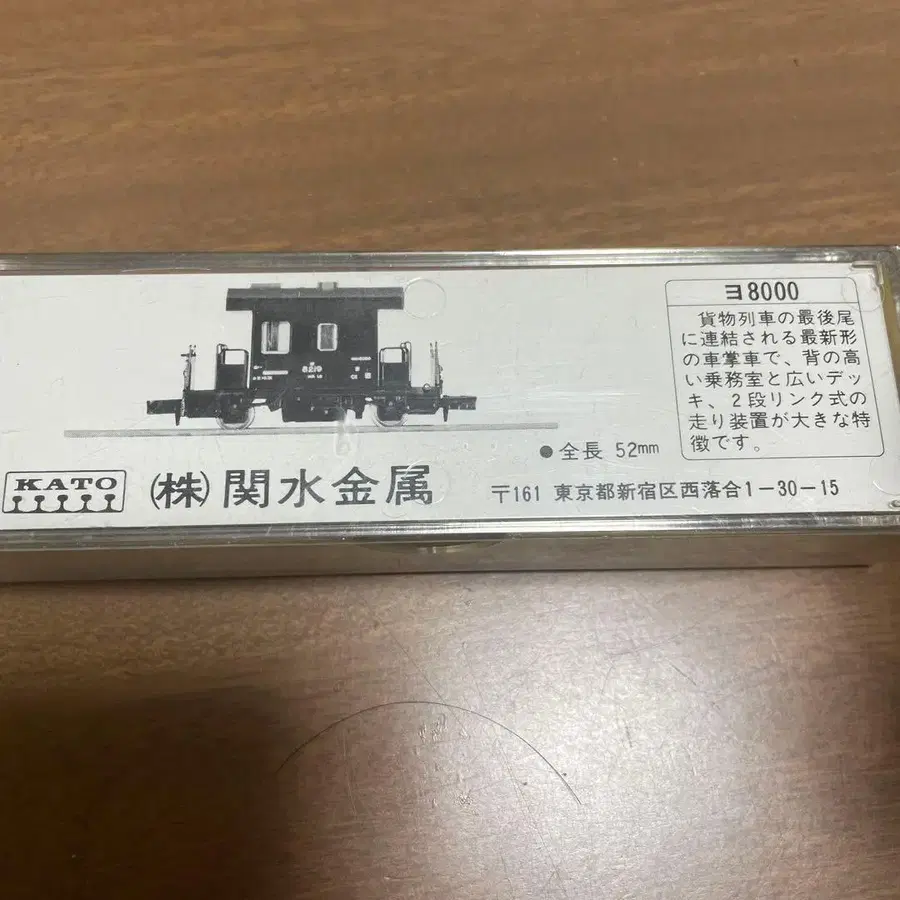 ヨ8000
貨物列車の最後尾
に連結される最新形
の車掌車で、背の高
い乗務室と広いデッ
キ、2段リンク式の
走り装置が大きな特
徴です。
8219
●全長 52mm
KATO
(株)関水金属
〒161 東京都新宿区西落合1-30-15